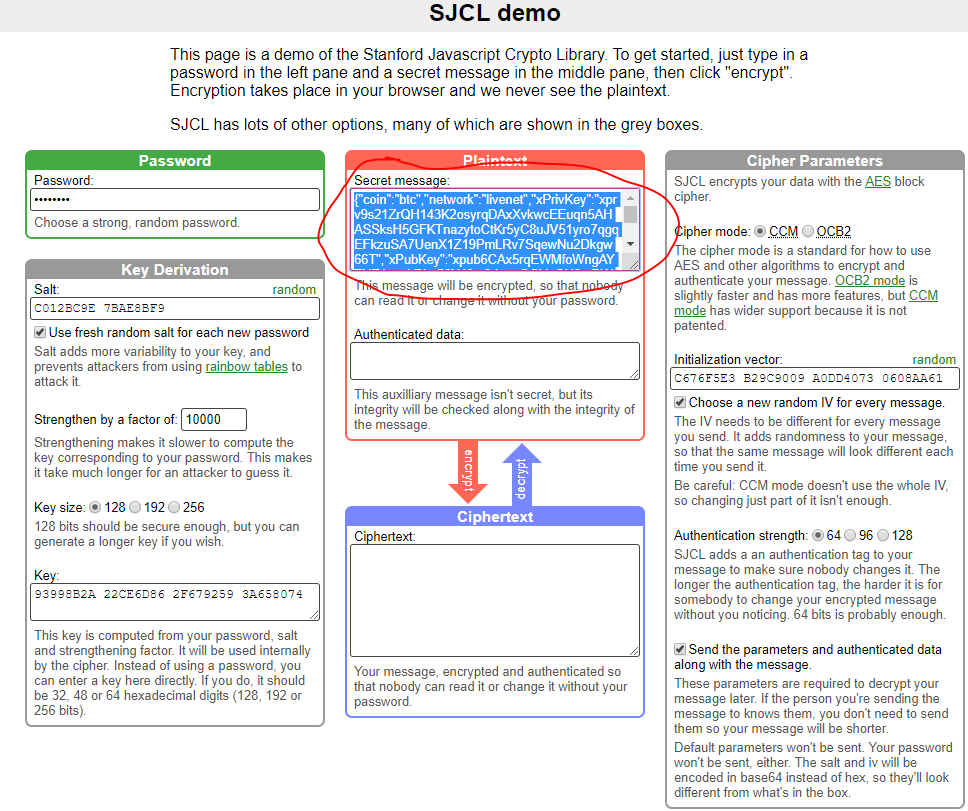 SJCL demo
This page is a demo of the Stanford Javascript Crypto Library. To get started, just type in a
password in the left pane and a secret message in the middle pane, then click "encrypt".
Encryption takes place in your browser and we never see the plaintext.
SJCL has lots of other options, many of which are shown in the grey boxes.
Password
Password:
••••••••
Choose a strong, random password.
Key Derivation
Salt: random
C012BC9E 7BAE8BF9
Use fresh random salt for each new password
Salt adds more variability to your key, and
prevents attackers from using rainbow tables to
attack it.
Strengthen by a factor of: 10000
Strengthening makes it slower to compute the
key corresponding to your password. This makes
it take much longer for an attacker to guess it.
Key size: 128 192 256
128 bits should be secure enough, but you can
generate a longer key if you wish.
Key:
93998B2A 22CE6D86 2F679259 3A658074
This key is computed from your password, salt
and strengthening factor. It will be used internally
by the cipher. Instead of using a password, you
can enter a key here directly. If you do, it should
be 32, 48 or 64 hexadecimal digits (128, 192 or
256 bits).
Plaintext
Secret message:
{"coin":"btc","network":"livenet","xPrivKey":"xpr
v9s21ZrQH143K2osyrqDAxXvkwcEEuqn5AH
ASSksH5GFKTnazytoCtKr5yC8uJV51yro7qgq
EFkzuSA7UenX1Z19PmLRv7SqewNu2Dkgw
66T","xPubKey":"xpub6CAx5rqEWMfoWngAY
This message will be encrypted, so that nobody
can read it or change it without your password.
Authenticated data:
This auxilliary message isn't secret, but its
integrity will be checked along with the integrity of
the message.
encrypt
decrypt
Ciphertext
Ciphertext:
Your message, encrypted and authenticated so
that nobody can read it or change it without your
password.
Cipher Parameters
SJCL encrypts your data with the AES block
cipher.
Cipher mode: CCM OCB2
The cipher mode is a standard for how to use
AES and other algorithms to encrypt and
authenticate your message. OCB2 mode is
slightly faster and has more features, but CCM
mode has wider support because it is not
patented.
Initialization vector: random
C676F5E3 B29C9009 A0DD4073 0608AA61
Choose a new random IV for every message.
The IV needs to be different for every message
you send. It adds randomness to your message,
so that the same message will look different each
time you send it.
Be careful: CCM mode doesn't use the whole IV,
so changing just part of it isn't enough.
Authentication strength: 64 96 128
SJCL adds a an authentication tag to your
message to make sure nobody changes it. The
longer the authentication tag, the harder it is for
somebody to change your encrypted message
without you noticing. 64 bits is probably enough.
Send the parameters and authenticated data
along with the message.
These parameters are required to decrypt your
message later. If the person you're sending the
message to knows them, you don't need to send
them so your message will be shorter.
Default parameters won't be sent. Your password
won't be sent, either. The salt and iv will be
encoded in base64 instead of hex, so they'll look
different from what's in the box.